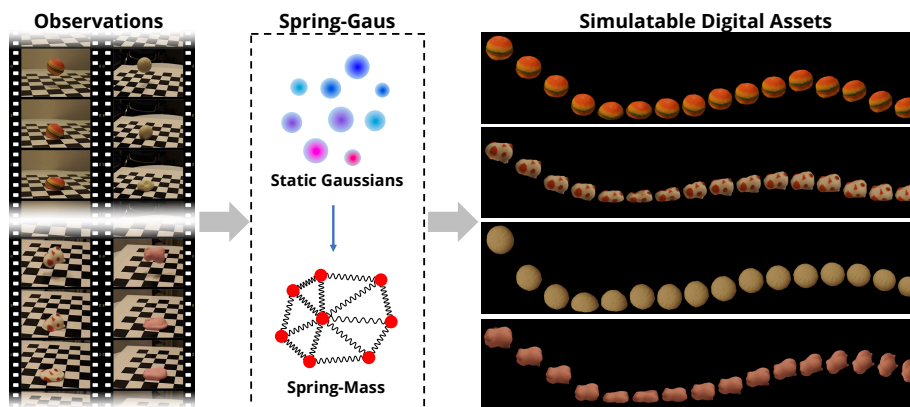 Observations
Spring-Gaus
Simulatable Digital Assets
Static Gaussians
Spring-Mass